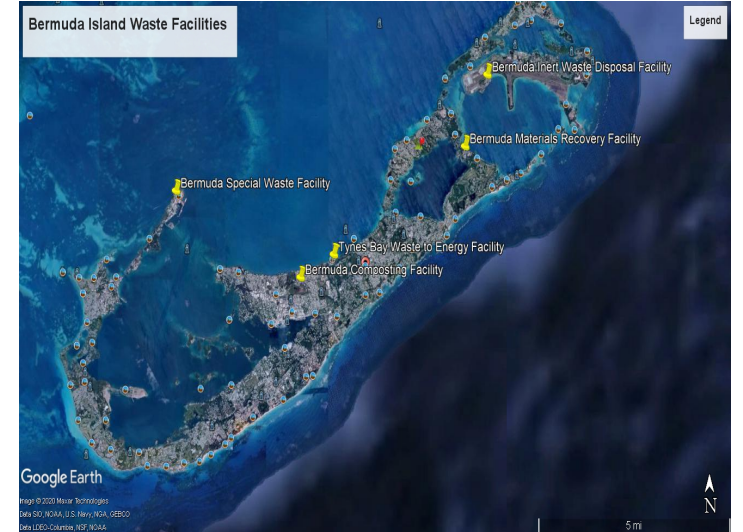 Bermuda Island Waste Facilities
Legend
Bermuda Inert Waste Disposal Facility
Bermuda Materials Recovery Facility
Bermuda Special Waste Facility
Tynes Bay Waste to Energy Facility
Bermuda Composting Facility
Google Earth
Image © 2020 Maxar Technologies
Data SIO, NOAA, U.S. Navy, NGA, GEBCO
Data LDEO-Columbia, NSF, NOAA
N
5 mi